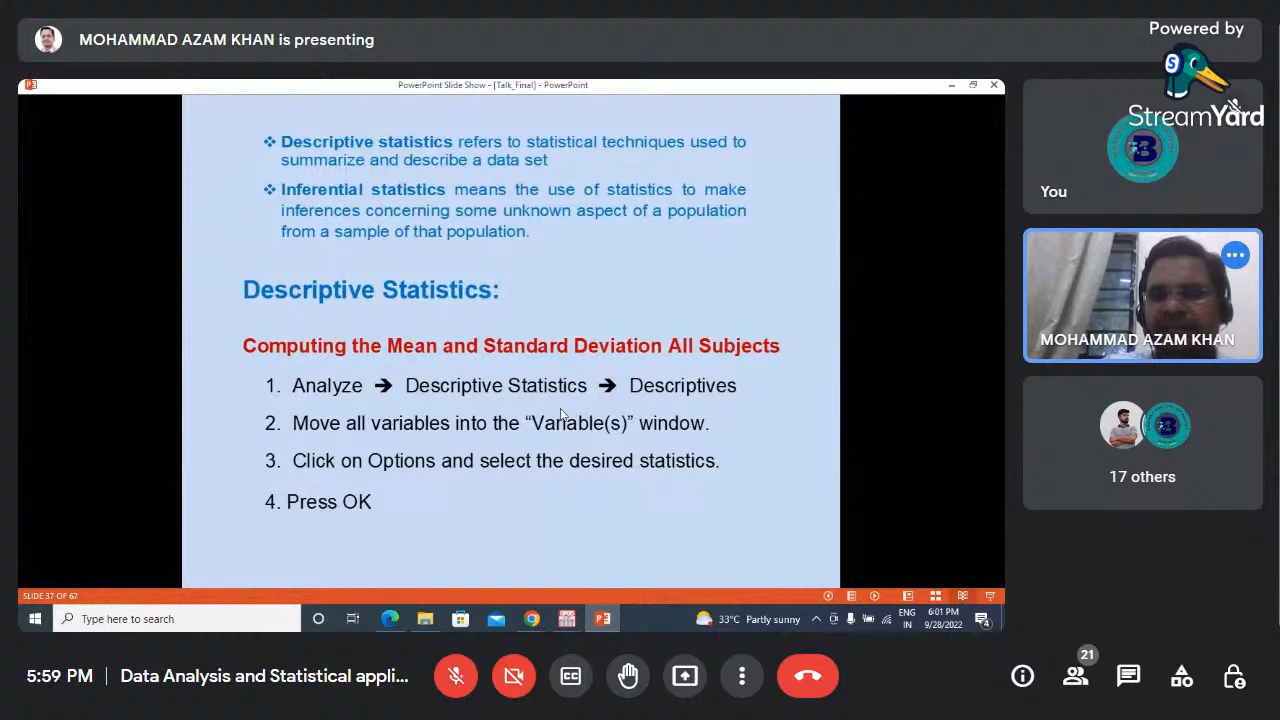 MOHAMMAD AZAM KHAN is presenting
Powered by
StreamYard
PowerPoint Slide Show - [Talk_Final] - PowerPoint
❖ Descriptive statistics refers to statistical techniques used to
summarize and describe a data set
❖ Inferential statistics means the use of statistics to make
inferences concerning some unknown aspect of a population
from a sample of that population.
Descriptive Statistics:
Computing the Mean and Standard Deviation All Subjects
1. Analyze ➔ Descriptive Statistics ➔ Descriptives
2. Move all variables into the “Variable(s)” window.
3. Click on Options and select the desired statistics.
4. Press OK
You
MOHAMMAD AZAM KHAN
17 others
SLIDE 37 OF 67
Type here to search
33°C Partly sunny
ENG
IN
6:01 PM
9/28/2022
4
5:59 PM | Data Analysis and Statistical appli...
21